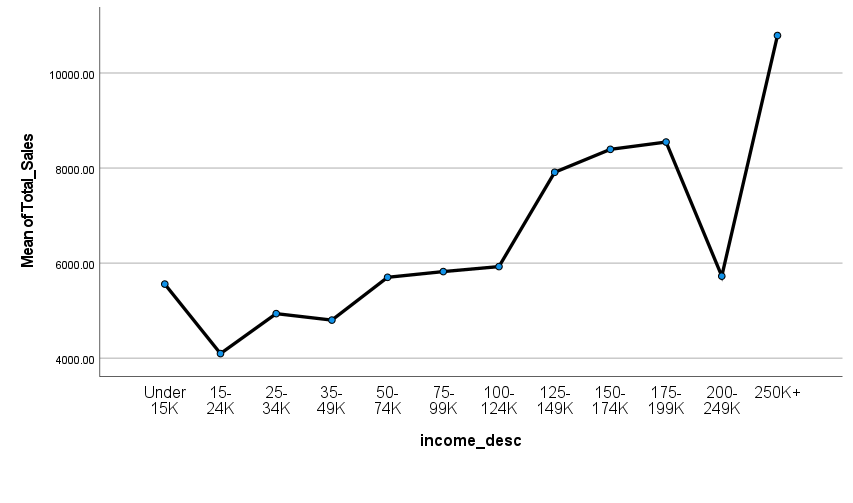 Mean of Total_Sales
10000.00
8000.00
6000.00
4000.00
Under 15- 25- 35- 50- 75- 100- 125- 150- 175- 200- 250K+
15K 24K 34K 49K 74K 99K 124K 149K 174K 199K 249K
income_desc